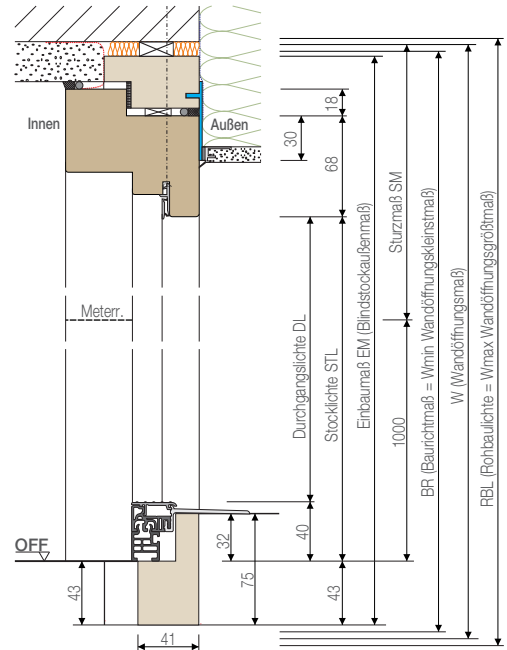 Innen
Außen
18
30
68
Meterr.
Durchgangslichte DL
Stocklichte STL
Einbaumaß EM (Blindstockaußenmaß)
Sturzmaß SM
1000
BR (Baurichtmaß = Wmin Wandöffnungskleinstmaß)
W (Wandöffnungsmaß)
RBL (Rohbaulichte = Wmax Wandöffnungsgrößtmaß)
OFF
32
40
43
75
43
41